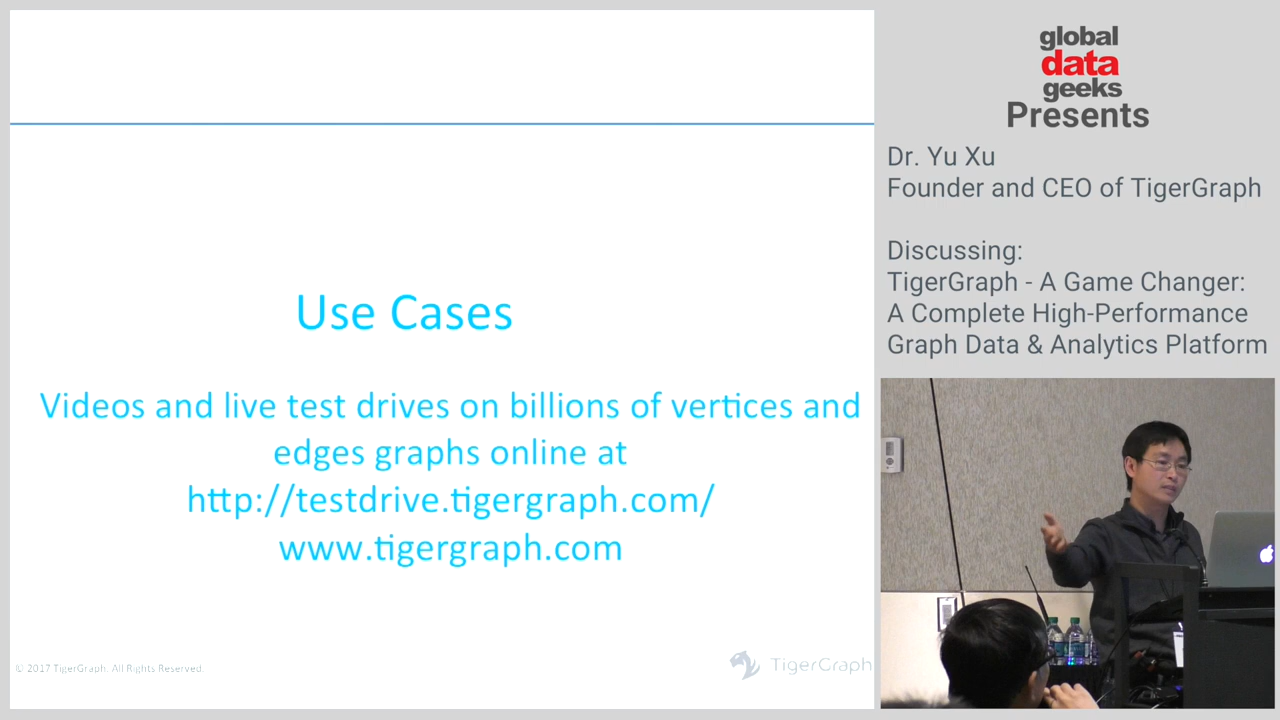 Use Cases
Videos and live test drives on billions of vertices and
edges graphs online at
http://testdrive.tigergraph.com/
www.tigergraph.com
© 2017 TigerGraph. All Rights Reserved.
TigerGraph
global
data
geeks
Presents
Dr. Yu Xu
Founder and CEO of TigerGraph
Discussing:
TigerGraph - A Game Changer:
A Complete High-Performance
Graph Data & Analytics Platform